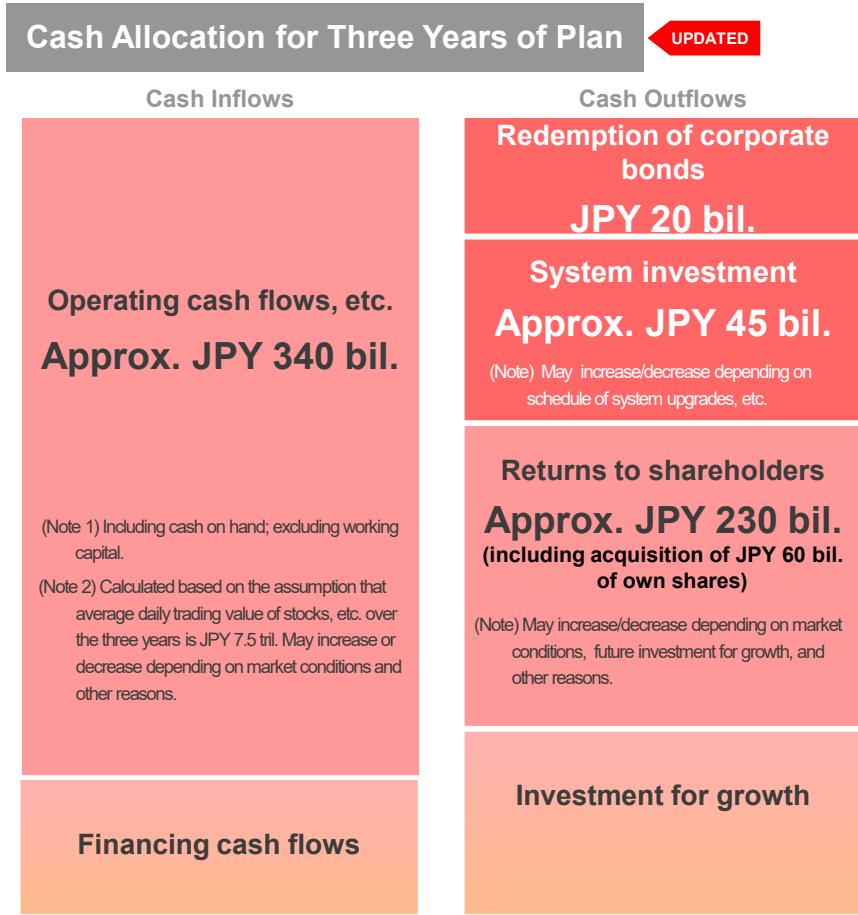 Cash Allocation for Three Years of Plan
UPDATED
Cash Inflows
Operating cash flows, etc.
Approx. JPY 340 bil.
(Note 1) Including cash on hand; excluding working
capital.
(Note 2) Calculated based on the assumption that
average daily trading value of stocks, etc. over
the three years is JPY 7.5 tril. May increase or
decrease depending on market conditions and
other reasons.
Financing cash flows
Cash Outflows
Redemption of corporate
bonds
JPY 20 bil.
System investment
Approx. JPY 45 bil.
(Note) May increase/decrease depending on
schedule of system upgrades, etc.
Returns to shareholders
Approx. JPY 230 bil.
(including acquisition of JPY 60 bil.
of own shares)
(Note) May increase/decrease depending on market
conditions, future investment for growth, and
other reasons.
Investment for growth